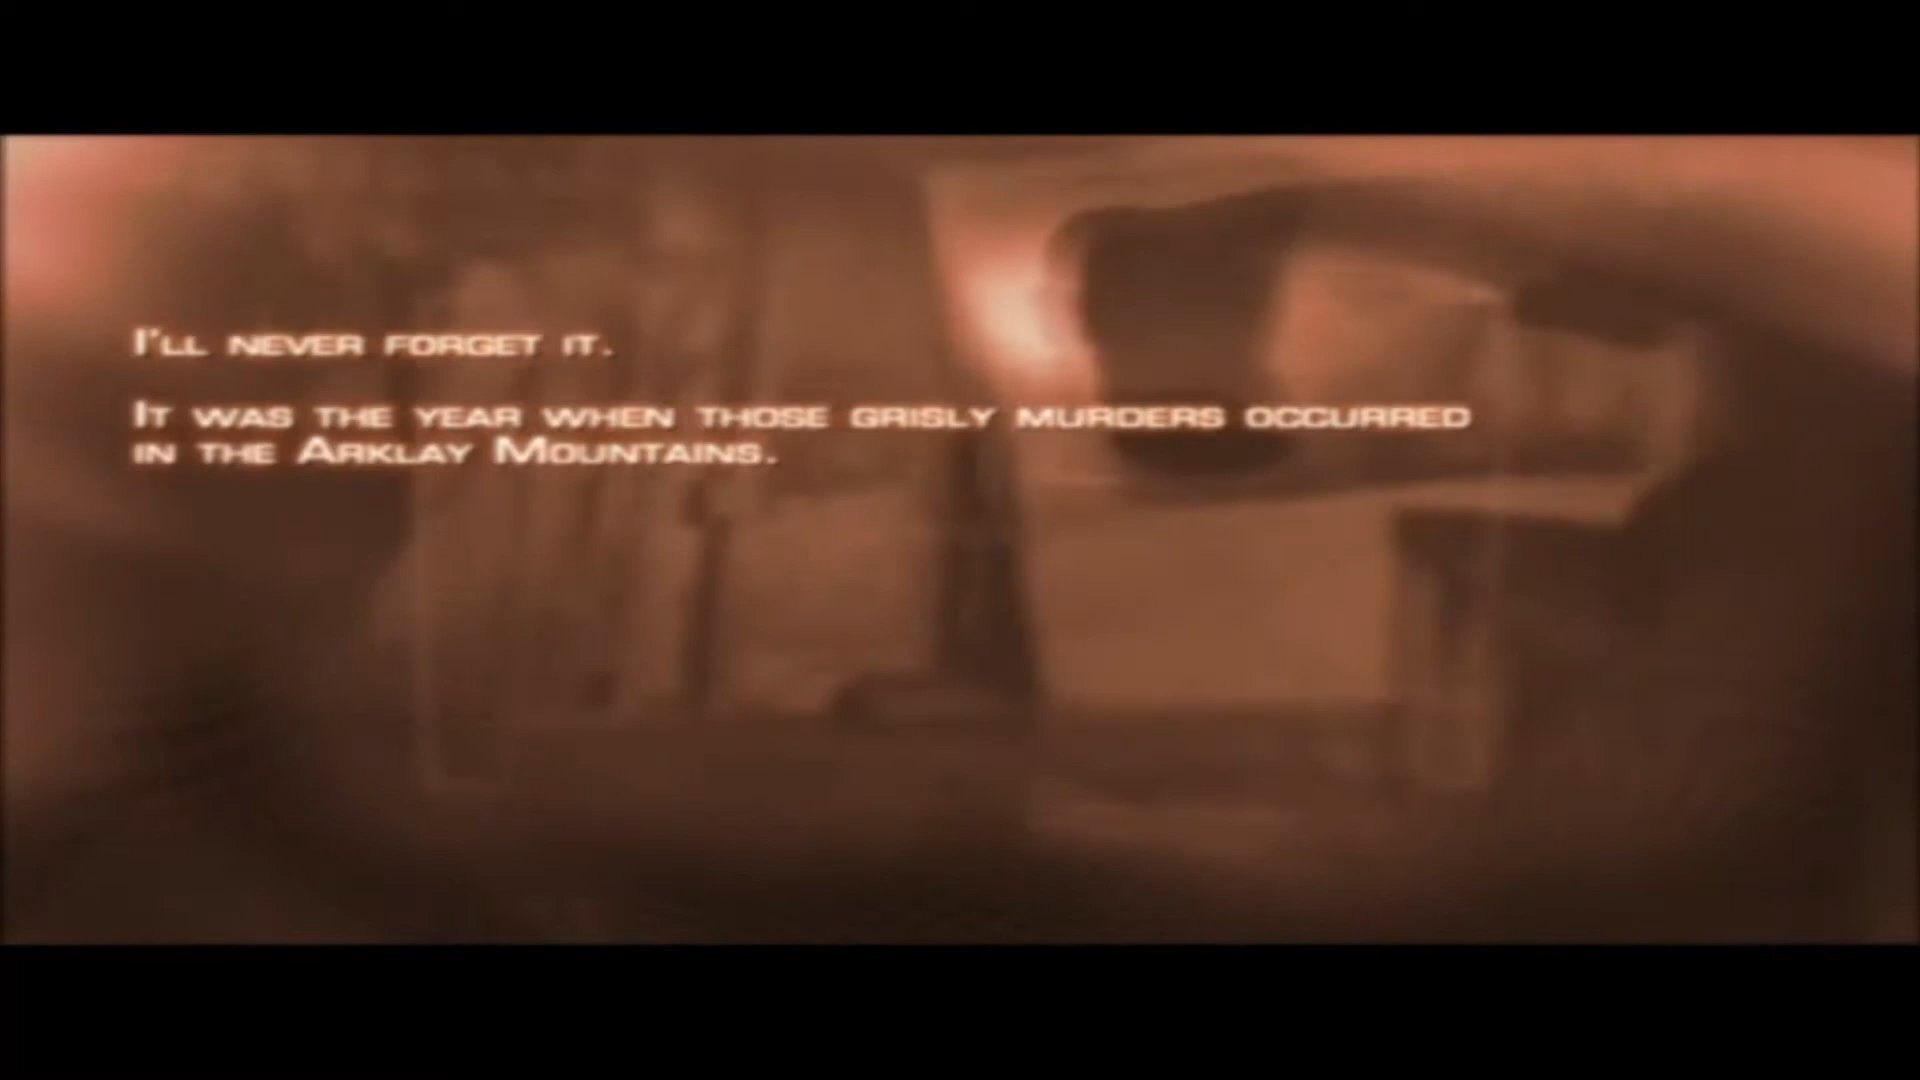 I'll never forget it.
It was the year when those grisly murders occurred
in the Arklay Mountains.